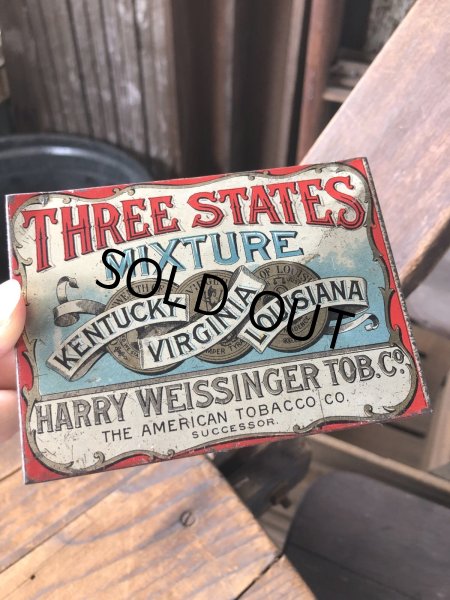 THREE STATES
MIXTURE
KENTUCKY
VIRGINIA
LOUISIANA
SOLD OUT
HARRY WEISSINGER TOB. Co.
THE AMERICAN TOBACCO CO.
SUCCESSOR.